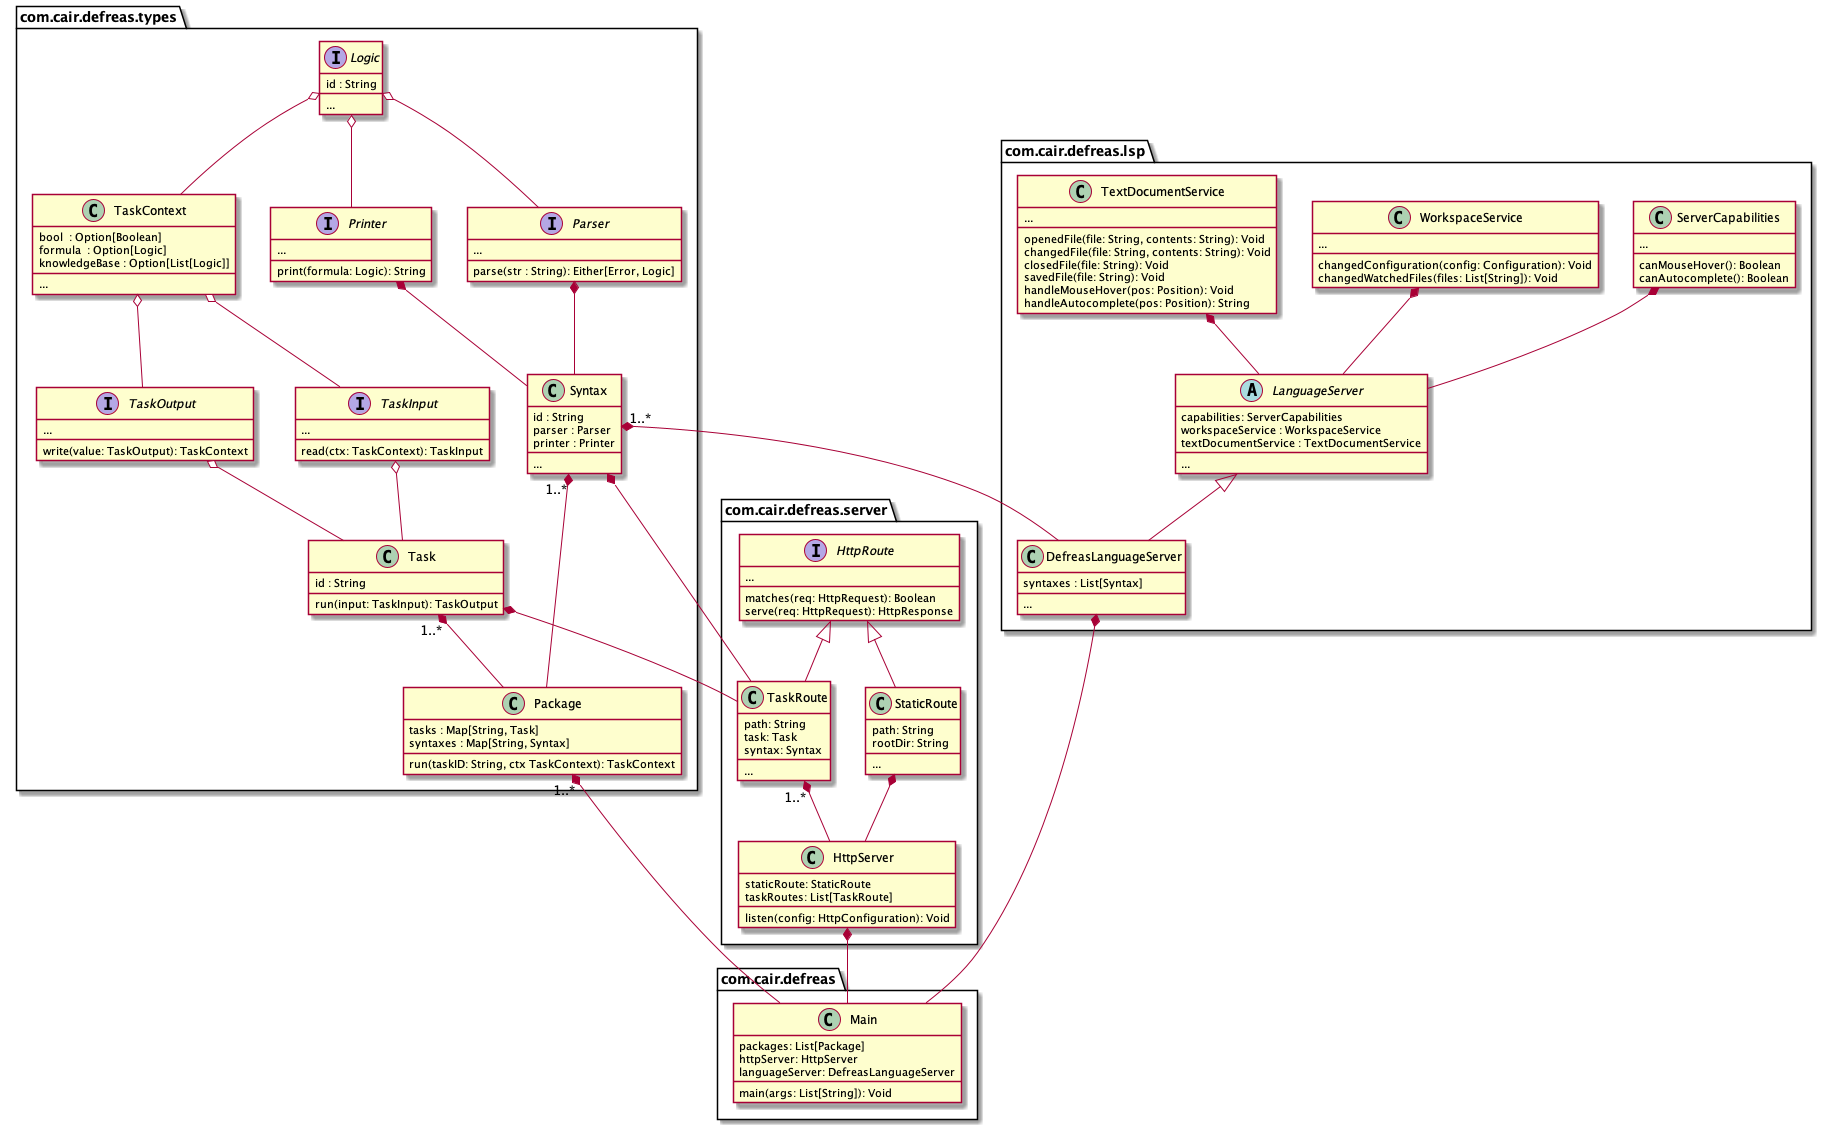 com.cair.defreas.types
I Logic
id : String
...
C TaskContext
bool : Option[Boolean]
formula : Option[Logic]
knowledgeBase : Option[List[Logic]]
...
I Printer
...
print(formula: Logic): String
I Parser
...
parse(str : String): Either[Error, Logic]
I TaskOutput
...
write(value: TaskOutput): TaskContext
I TaskInput
...
read(ctx: TaskContext): TaskInput
C Syntax
id : String
parser : Parser
printer : Printer
...
1..*
1..*
C Task
id : String
run(input: TaskInput): TaskOutput
1..*
C Package
tasks : Map[String, Task]
syntaxes : Map[String, Syntax]
run(taskID: String, ctx TaskContext): TaskContext
1..*
com.cair.defreas.lsp
C TextDocumentService
...
openedFile(file: String, contents: String): Void
changedFile(file: String, contents: String): Void
closedFile(file: String): Void
savedFile(file: String): Void
handleMouseHover(pos: Position): Void
handleAutocomplete(pos: Position): String
C WorkspaceService
...
changedConfiguration(config: Configuration): Void
changedWatchedFiles(files: List[String]): Void
C ServerCapabilities
...
canMouseHover(): Boolean
canAutocomplete(): Boolean
A LanguageServer
capabilities: ServerCapabilities
workspaceService : WorkspaceService
textDocumentService : TextDocumentService
...
C DefreasLanguageServer
syntaxes : List[Syntax]
...
com.cair.defreas.server
I HttpRoute
...
matches(req: HttpRequest): Boolean
serve(req: HttpRequest): HttpResponse
C TaskRoute
path: String
task: Task
syntax: Syntax
...
1..*
C StaticRoute
path: String
rootDir: String
...
C HttpServer
staticRoute: StaticRoute
taskRoutes: List[TaskRoute]
listen(config: HttpConfiguration): Void
com.cair.defreas
C Main
packages: List[Package]
httpServer: HttpServer
languageServer: DefreasLanguageServer
main(args: List[String]): Void